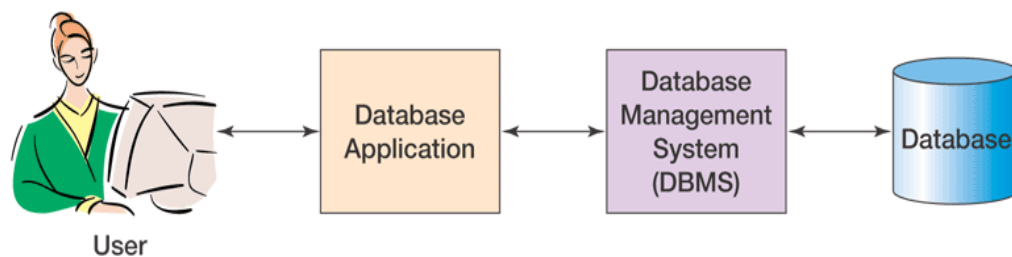 User
Database
Application
Database
Management
System
(DBMS)
Database